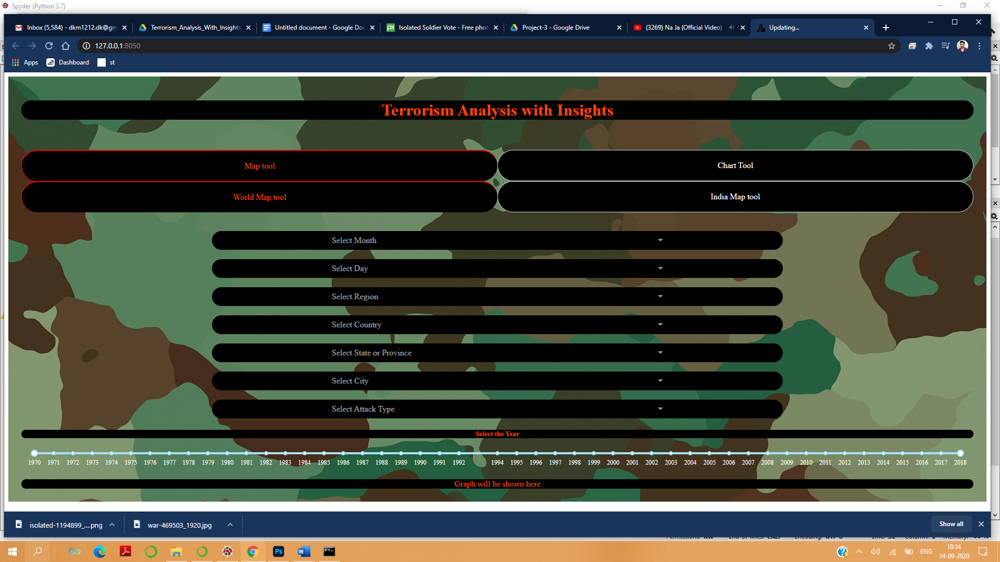 Spyder (Python 3.7)
Inbox (5,584) - dkm1212.dk@gm
Terrorism_Analysis_With_Insights
Untitled document - Google Doc
Isolated Soldier Vote - Free phot
Project-3 - Google Drive
(3269) Na Ja (Official Video)
Updating...
127.0.0.1:8050
Apps
Dashboard
st
Terrorism Analysis with Insights
Map tool
Chart Tool
World Map tool
India Map tool
Select Month
Select Day
Select Region
Select Country
Select State or Province
Select City
Select Attack Type
Select the Year
1970 1971 1972 1973 1974 1975 1976 1977 1978 1979 1980 1981 1982 1983 1984 1985 1986 1987 1988 1989 1990 1991 1992 1994 1995 1996 1997 1998 1999 2000 2001 2002 2003 2004 2005 2006 2007 2008 2009 2010 2011 2012 2013 2014 2015 2016 2017 2018
Graph will be shown here
isolated-1194899_....png
war-469503_1920.jpg
Show all
Ps
ENG
18:34
14-09-2020